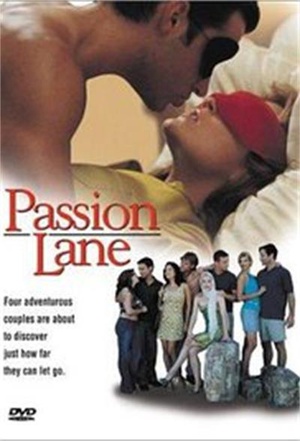 Passion
Lane
Four adventurous
couples are about
to discover
just how far
they can let go.
DVD